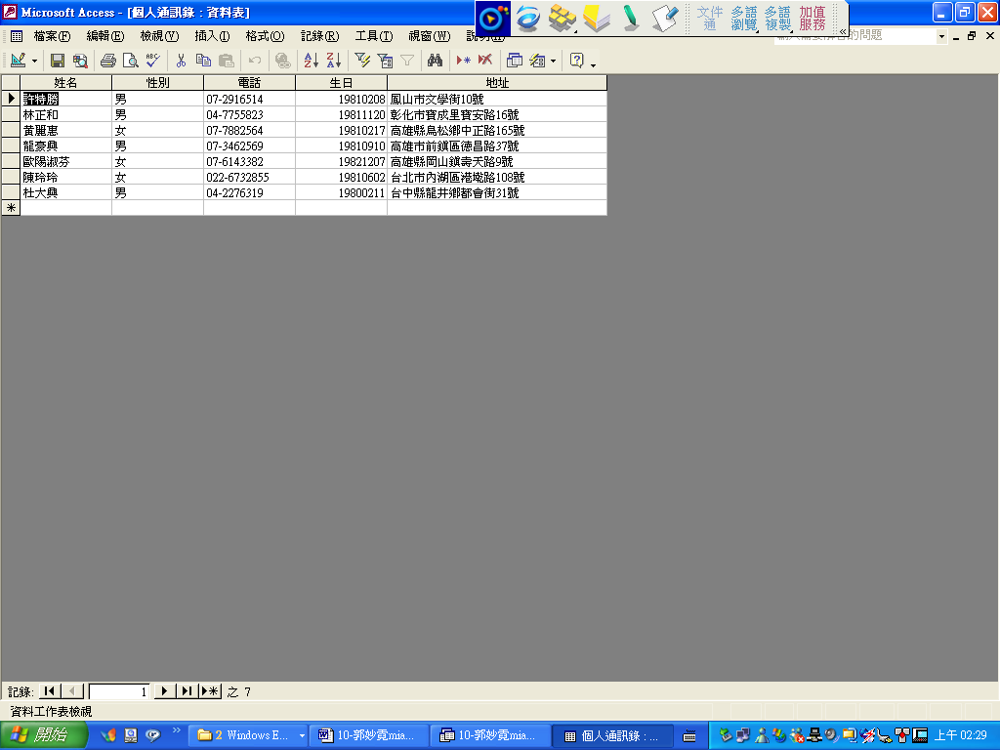 Microsoft Access - [個人通訊錄 : 資料表]
文件通 多語瀏覽 多語複製 加值服務
檔案(F) 編輯(E) 檢視(V) 插入(I) 格式(O) 記錄(R) 工具(T) 視窗(W)
姓名 性別 電話 生日 地址
許特勝 男 07-2916514 19810208 鳳山市文學街10號
林正和 男 04-7755823 19811120 彰化市寶成里寶安路16號
黃麗惠 女 07-7882564 19810217 高雄縣鳥松鄉中正路165號
龍豪興 男 07-3462569 19810910 高雄市前鎮區德昌路37號
歐陽淑芬 女 07-6143382 19821207 高雄縣岡山鎮壽天路9號
陳玲玲 女 022-6732855 19810602 台北市內湖區港墘路108號
杜大興 男 04-2276319 19800211 台中縣龍井鄉都會街31號
記錄: 1 之 7
資料工作表檢視
開始 2 Windows E... 10-郭妙霓mia... 10-郭妙霓mia... 個人通訊錄 : ... 上午 02:29